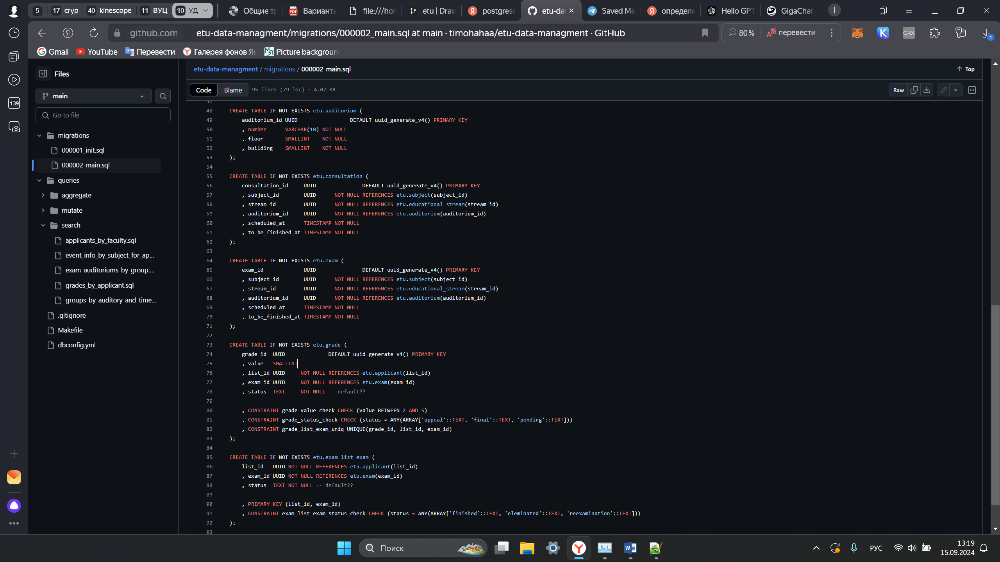 5 17 cryp 40 kinescope 11 ВУЦ 10 УД Общие тр PDF Варианты file:///hon etu | Draw postgresc etu-dat Saved Me определе Hello GPT GigaChat
github.com etu-data-managment/migrations/000002_main.sql at main · timohahaa/etu-data-managment · GitHub 80 % перевести CRX 1
Gmail YouTube Перевести Галерея фонов Ян Picture backgroun
139
Files
main
Go to file
migrations
000001_init.sql
000002_main.sql
queries
aggregate
mutate
search
applicants_by_faculty.sql
event_info_by_subject_for_ap...
exam_auditoriums_by_group....
grades_by_applicant.sql
groups_by_auditory_and_time...
.gitignore
Makefile
dbconfig.yml
etu-data-managment / migrations / 000002_main.sql Top
Code Blame 95 lines (79 loc) · 4.07 KB Raw
47
48 CREATE TABLE IF NOT EXISTS etu.auditorium (
49 auditorium_id UUID DEFAULT uuid_generate_v4() PRIMARY KEY
50 , number VARCHAR(10) NOT NULL
51 , floor SMALLINT NOT NULL
52 , building SMALLINT NOT NULL
53 );
54
55 CREATE TABLE IF NOT EXISTS etu.consultation (
56 consultation_id UUID DEFAULT uuid_generate_v4() PRIMARY KEY
57 , subject_id UUID NOT NULL REFERENCES etu.subject(subject_id)
58 , stream_id UUID NOT NULL REFERENCES etu.educational_stream(stream_id)
59 , auditorium_id UUID NOT NULL REFERENCES etu.auditorium(auditorium_id)
60 , scheduled_at TIMESTAMP NOT NULL
61 , to_be_finished_at TIMESTAMP NOT NULL
62 );
63
64 CREATE TABLE IF NOT EXISTS etu.exam (
65 exam_id UUID DEFAULT uuid_generate_v4() PRIMARY KEY
66 , subject_id UUID NOT NULL REFERENCES etu.subject(subject_id)
67 , stream_id UUID NOT NULL REFERENCES etu.educational_stream(stream_id)
68 , auditorium_id UUID NOT NULL REFERENCES etu.auditorium(auditorium_id)
69 , scheduled_at TIMESTAMP NOT NULL
70 , to_be_finished_at TIMESTAMP NOT NULL
71 );
72
73 CREATE TABLE IF NOT EXISTS etu.grade (
74 grade_id UUID DEFAULT uuid_generate_v4() PRIMARY KEY
75 , value SMALLINT
76 , list_id UUID NOT NULL REFERENCES etu.applicant(list_id)
77 , exam_id UUID NOT NULL REFERENCES etu.exam(exam_id)
78 , status TEXT NOT NULL -- default??
79
80 , CONSTRAINT grade_value_check CHECK (value BETWEEN 2 AND 5)
81 , CONSTRAINT grade_status_check CHECK (status = ANY(ARRAY['appeal'::TEXT, 'final'::TEXT, 'pending'::TEXT]))
82 , CONSTRAINT grade_list_exam_uniq UNIQUE(grade_id, list_id, exam_id)
83 );
84
85 CREATE TABLE IF NOT EXISTS etu.exam_list_exam (
86 list_id UUID NOT NULL REFERENCES etu.applicant(list_id)
87 , exam_id UUID NOT NULL REFERENCES etu.exam(exam_id)
88 , status TEXT NOT NULL -- default??
89
90 , PRIMARY KEY (list_id, exam_id)
91 , CONSTRAINT exam_list_exam_status_check CHECK (status = ANY(ARRAY['finished'::TEXT, 'eleminated'::TEXT, 'reexamination'::TEXT]))
92 );
93
Поиск РУС 13:19
15.09.2024